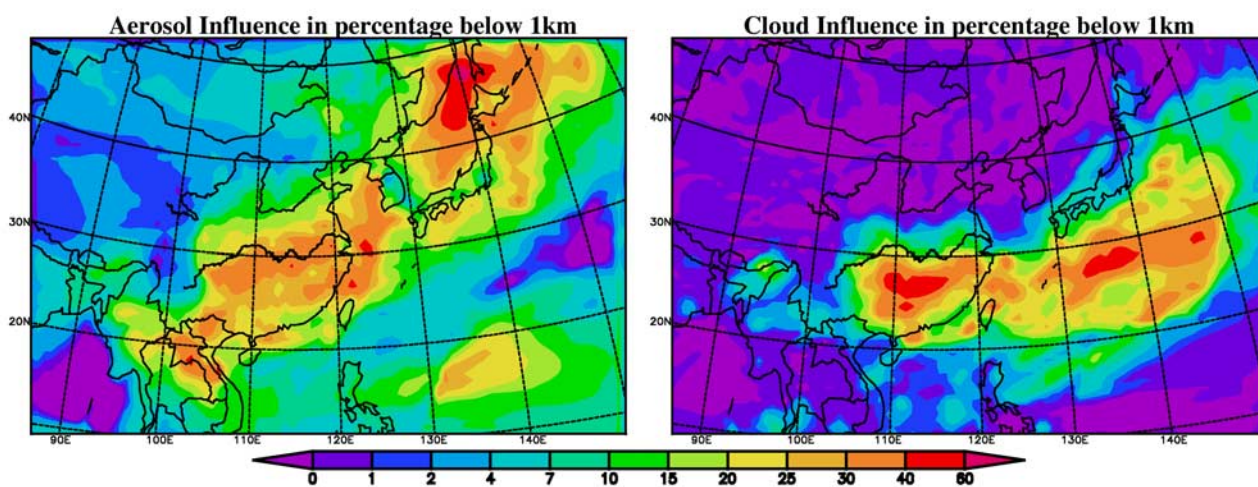 Aerosol Influence in percentage below 1km
Cloud Influence in percentage below 1km
40N
30N
20N
90E 100E 110E 120E 130E 140E
40N
30N
20N
90E 100E 110E 120E 130E 140E
0 1 2 4 7 10 15 20 25 30 40 60